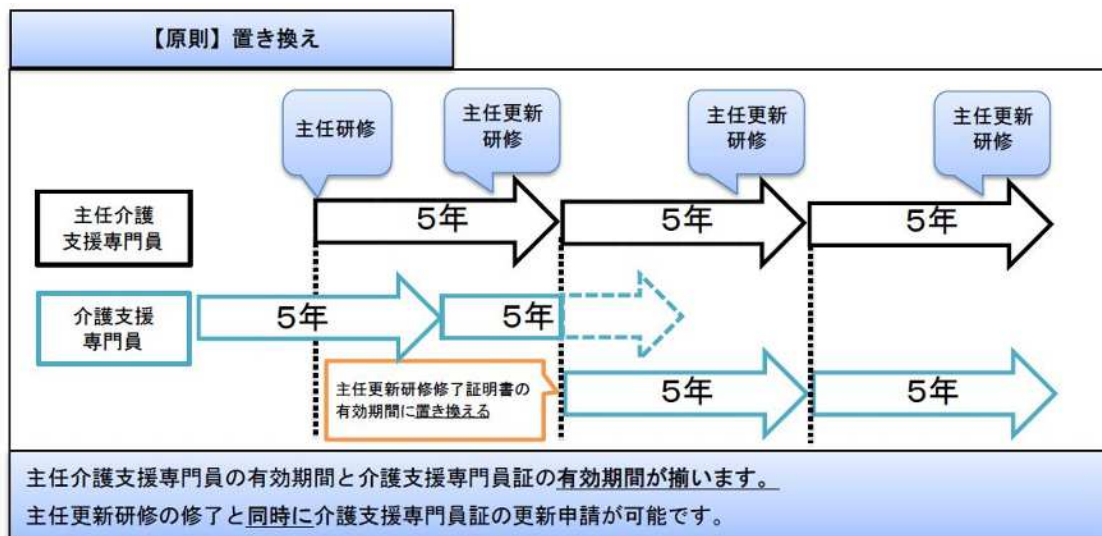 【原則】置き換え
主任研修
主任更新
研修
主任更新
研修
主任更新
研修
主任介護
支援専門員
5年
5年
5年
介護支援
専門員
5年
5年
主任更新研修修了証明書の
有効期間に置き換える
5年
5年
主任介護支援専門員の有効期間と介護支援専門員証の有効期間が揃います。
主任更新研修の修了と同時に介護支援専門員証の更新申請が可能です。